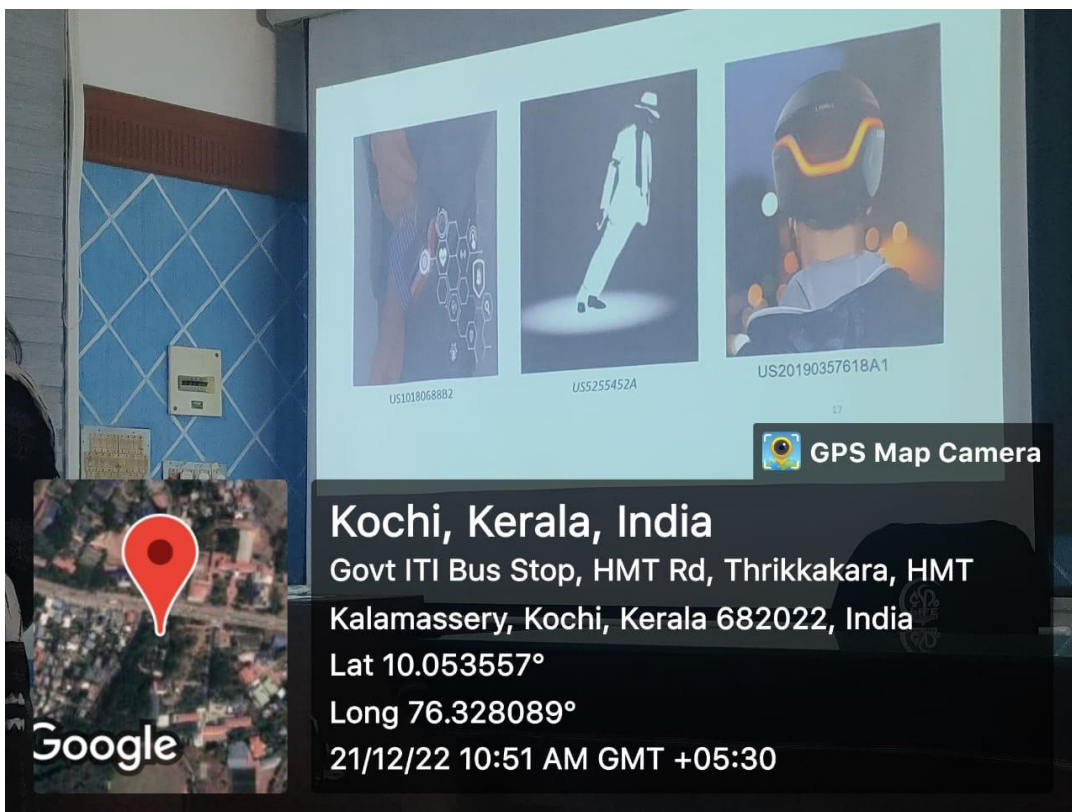 US10180688B2
US5255452A
US20190357618A1
17
GPS Map Camera
Kochi, Kerala, India
Govt ITI Bus Stop, HMT Rd, Thrikkakara, HMT
Kalamassery, Kochi, Kerala 682022, India
Lat 10.053557°
Long 76.328089°
21/12/22 10:51 AM GMT +05:30
Google